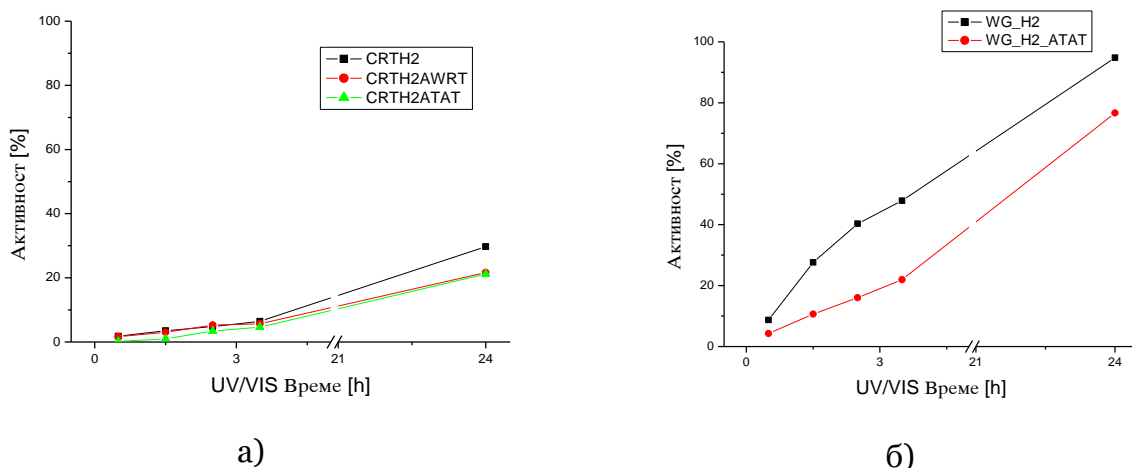 100
80
60
40
20
0
Активност [%]
CRTH2
CRTH2AWRT
CRTH2ATAT
0
3
21
24
UV/VIS Време [h]
а)
100
80
60
40
20
0
Активност [%]
WG_H2
WG_H2_ATAT
0
3
21
24
UV/VIS Време [h]
б)